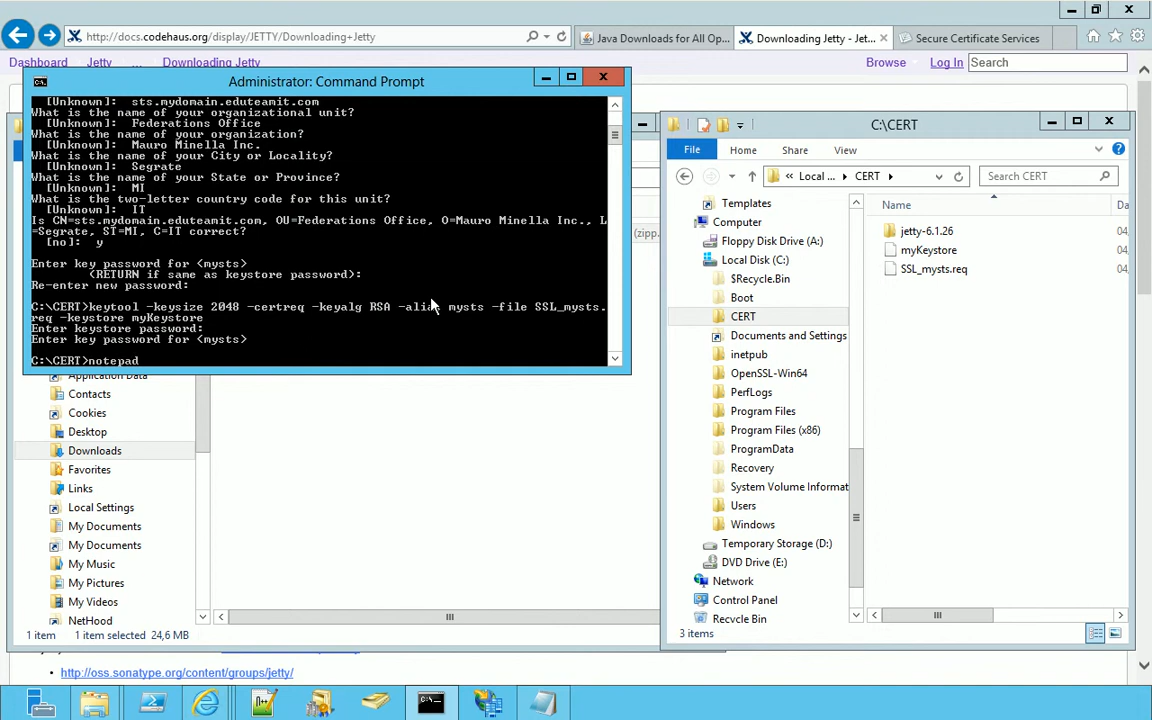 http://docs.codehaus.org/display/JETTY/Downloading+Jetty
Java Downloads for All Op...
Downloading Jetty - Jet...
Secure Certificate Services
Dashboard Jetty ... Downloading Jetty
Browse
Log In
Search
Administrator: Command Prompt
[Unknown]:  sts.mydomain.eduteamit.com
What is the name of your organizational unit?
[Unknown]:  Federations Office
What is the name of your organization?
[Unknown]:  Mauro Minella Inc.
What is the name of your City or Locality?
[Unknown]:  Segrate
What is the name of your State or Province?
[Unknown]:  MI
What is the two-letter country code for this unit?
[Unknown]:  IT
Is CN=sts.mydomain.eduteamit.com, OU=Federations Office, O=Mauro Minella Inc., L
=Segrate, ST=MI, C=IT correct?
[no]:  y
Enter key password for <mysts>
(RETURN if same as keystore password):
Re-enter new password:
C:\CERT>keytool -keysize 2048 -certreq -keyalg RSA -alias mysts -file SSL_mysts.
req -keystore myKeystore
Enter keystore password:
Enter key password for <mysts>
C:\CERT>notepad
(zipp...
Application Data
Contacts
Cookies
Desktop
Downloads
Favorites
Links
Local Settings
My Documents
My Documents
My Music
My Pictures
My Videos
NetHood
1 item
1 item selected 24,6 MB
http://oss.sonatype.org/content/groups/jetty/
C:\CERT
File
Home
Share
View
« Local ...
CERT
Search CERT
Templates
Computer
Floppy Disk Drive (A:)
Local Disk (C:)
$Recycle.Bin
Boot
CERT
Documents and Settings
inetpub
OpenSSL-Win64
PerfLogs
Program Files
Program Files (x86)
ProgramData
Recovery
System Volume Informat
Users
Windows
Temporary Storage (D:)
DVD Drive (E:)
Network
Control Panel
Recycle Bin
Name
Da
jetty-6.1.26
04,
myKeystore
04,
SSL_mysts.req
04,
3 items